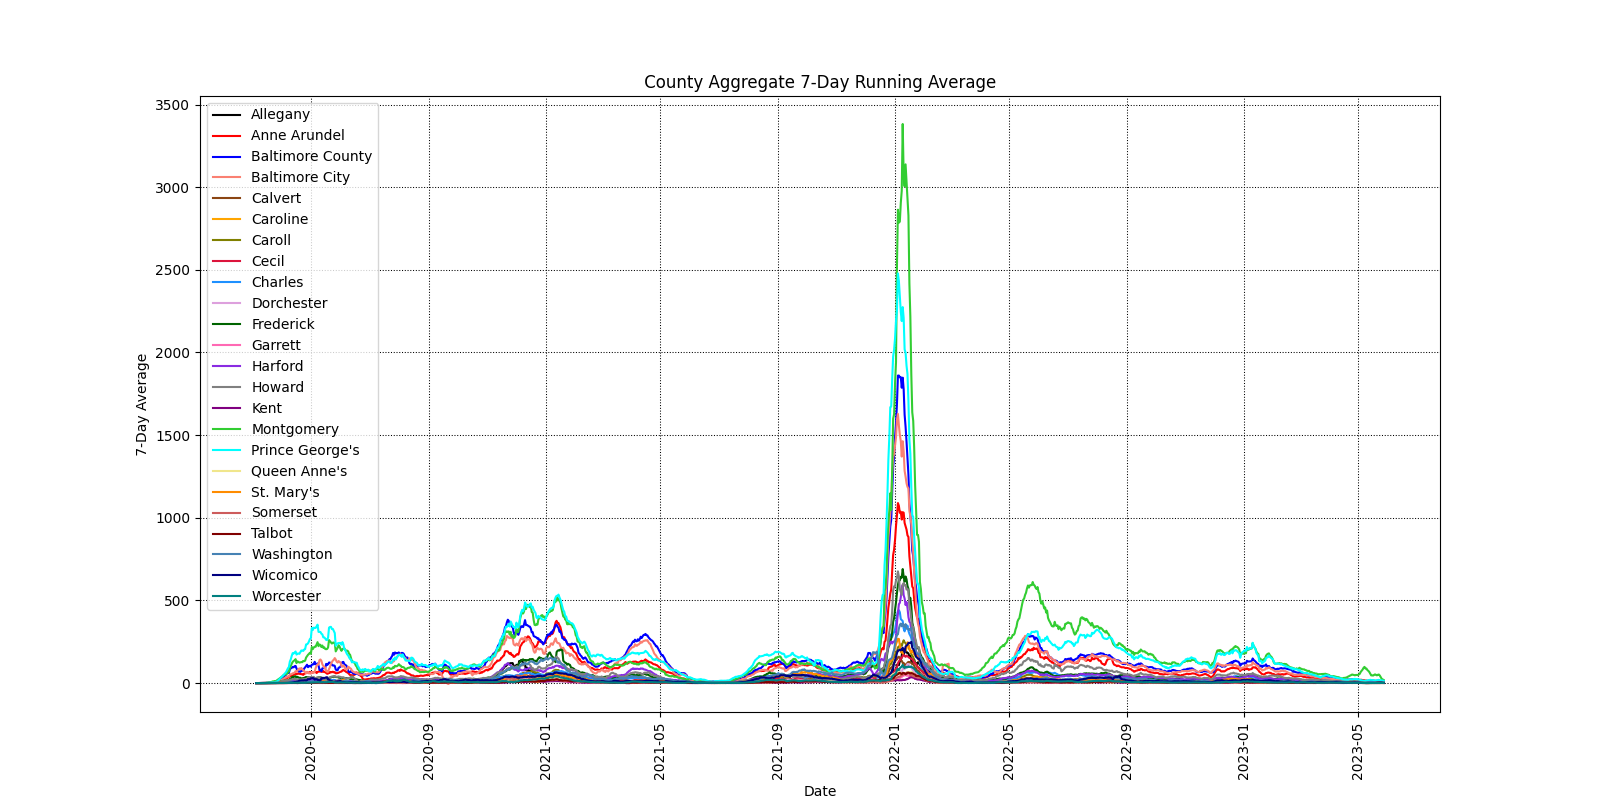 County Aggregate 7-Day Running Average
3500
3000
2500
2000
1500
1000
500
0
7-Day Average
Allegany
Anne Arundel
Baltimore County
Baltimore City
Calvert
Caroline
Caroll
Cecil
Charles
Dorchester
Frederick
Garrett
Harford
Howard
Kent
Montgomery
Prince George's
Queen Anne's
St. Mary's
Somerset
Talbot
Washington
Wicomico
Worcester
2020-05
2020-09
2021-01
2021-05
2021-09
2022-01
2022-05
2022-09
2023-01
2023-05
Date